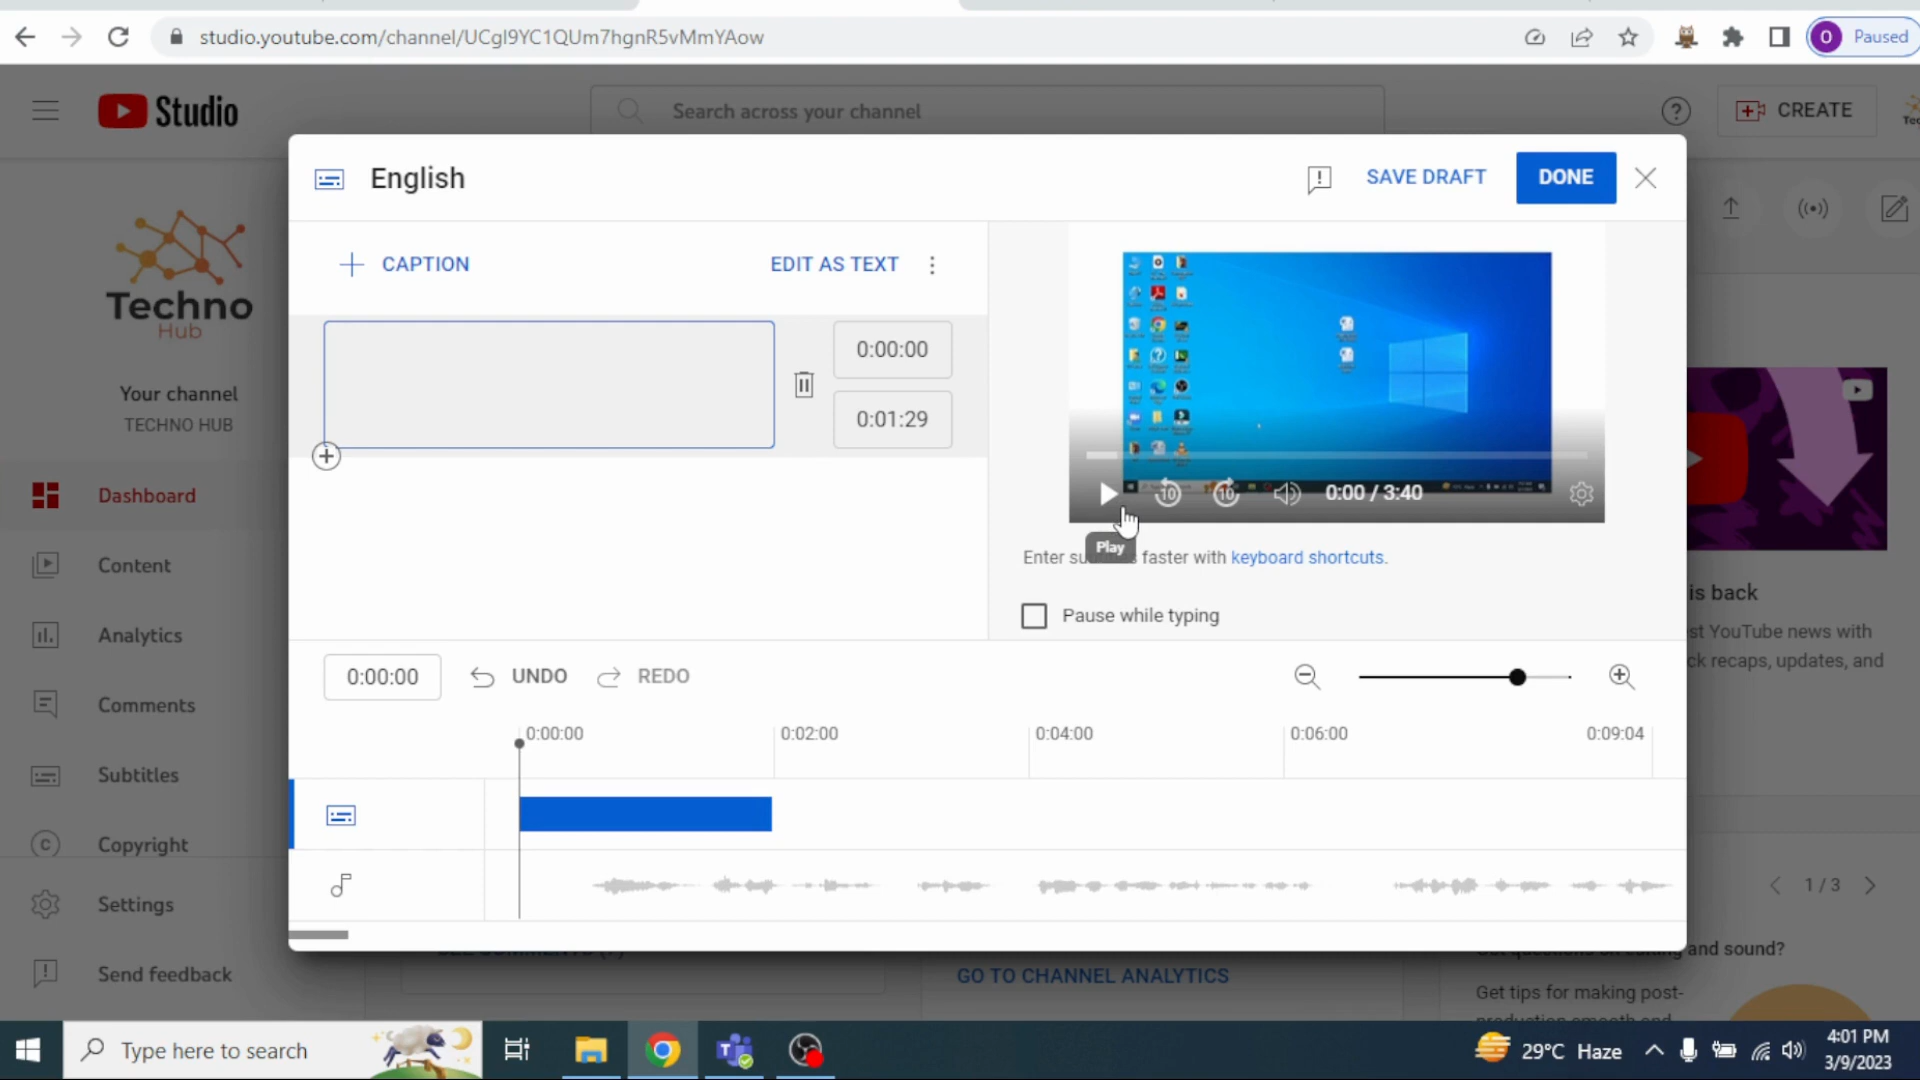 studio.youtube.com/channel/UCgI9YC1QUm7hgnR5vMmYAow
O Paused
Studio
Search across your channel
CREATE
English
SAVE DRAFT
DONE
CAPTION
EDIT AS TEXT
0:00:00
0:01:29
Techno
Hub
Your channel
TECHNO HUB
Dashboard
Content
Analytics
Comments
Subtitles
Copyright
Settings
Send feedback
10
10
0:00 / 3:40
Play
Enter faster with keyboard shortcuts.
Pause while typing
0:00:00
UNDO
REDO
0:00:00
0:02:00
0:04:00
0:06:00
0:09:04
is back
YouTube news with
recaps, updates, and
1 / 3
and sound?
GO TO CHANNEL ANALYTICS
Get tips for making post-
Type here to search
29°C Haze
4:01 PM
3/9/2023